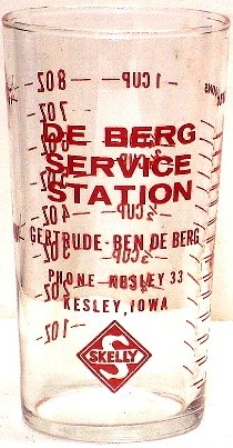 DE BERG
SERVICE
STATION
GERTRUDE - BEN DE BERG
PHONE KESLEY 33
KESLEY, IOWA
SKELLY
S
8 OZ
1 CUP
7 OZ
4 OZ
1 OZ